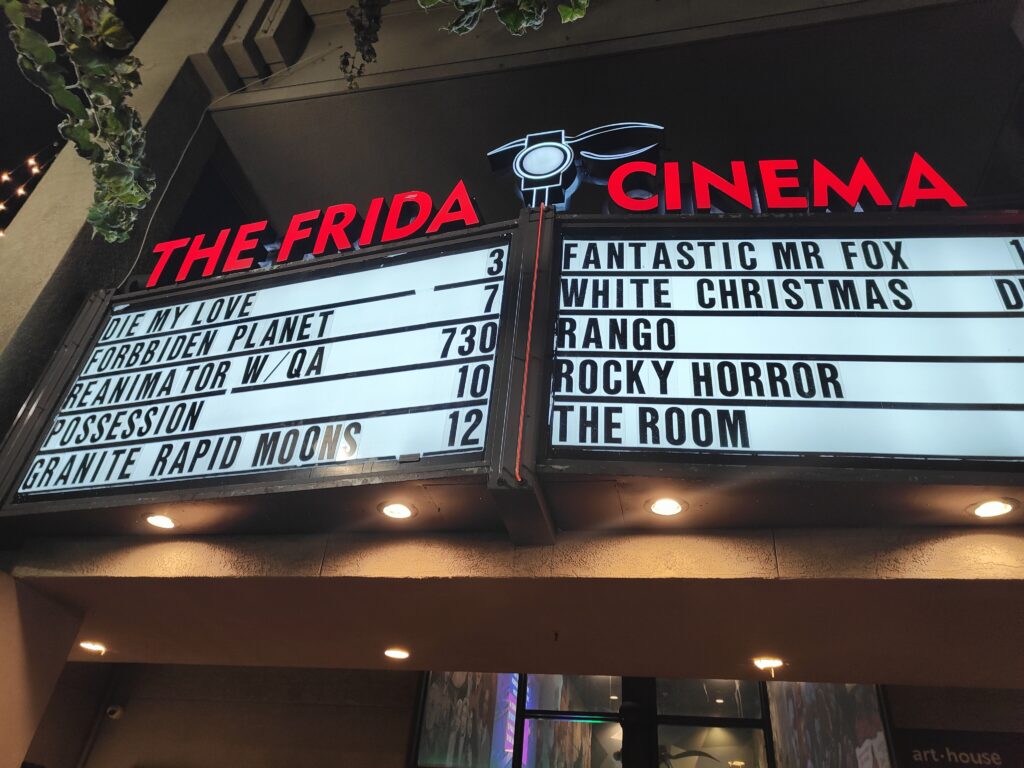 THE FRIDA CINEMA
DIE MY LOVE 3
FORBBIDEN PLANET 7
REANIMATOR W/QA 730
POSSESSION 10
GRANITE RAPID MOONS 12
FANTASTIC MR FOX 1
WHITE CHRISTMAS
RANGO
ROCKY HORROR
THE ROOM
art·house